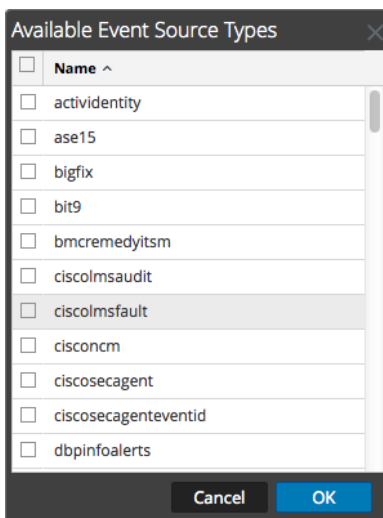 Available Event Source Types
Name
actividentity
ase15
bigfix
bit9
bmcremedyitsm
ciscolmsaudit
ciscolmsfault
cisconcm
ciscosecagent
ciscosecagenteventid
dbpinfoalerts
Cancel OK